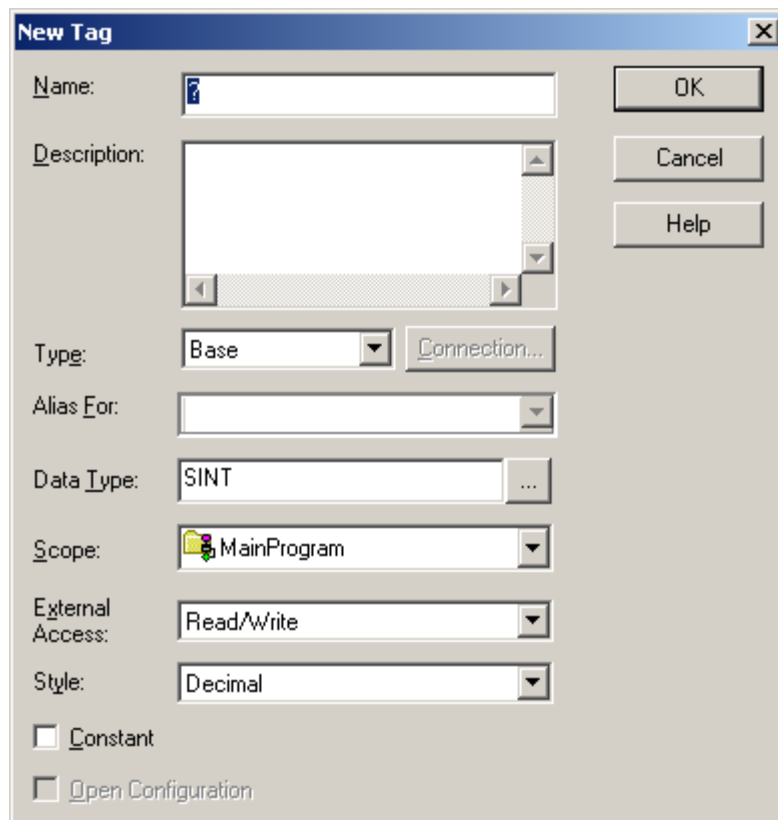 New Tag
Name: ? OK
Description: Cancel
Help
Type: Base Connection...
Alias For:
Data Type: SINT ...
Scope: MainProgram
External
Access: Read/Write
Style: Decimal
Constant
Open Configuration